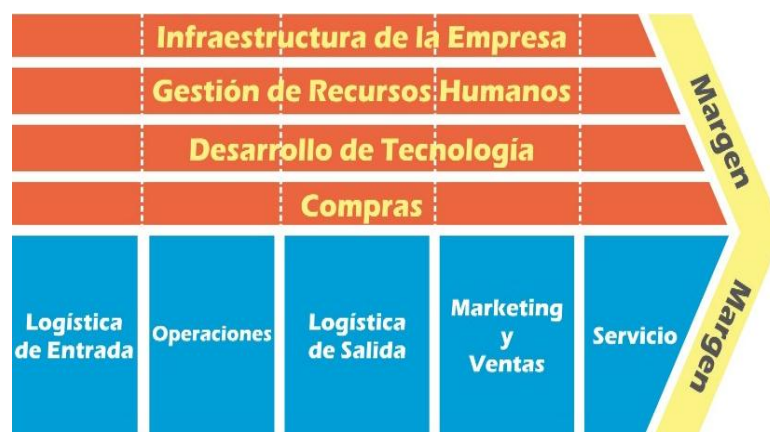 Infraestructura de la Empresa
Gestión de Recursos Humanos
Desarrollo de Tecnología
Compras
Margen
Logística
de Entrada
Operaciones
Logística
de Salida
Marketing
y
Ventas
Servicio
Margen